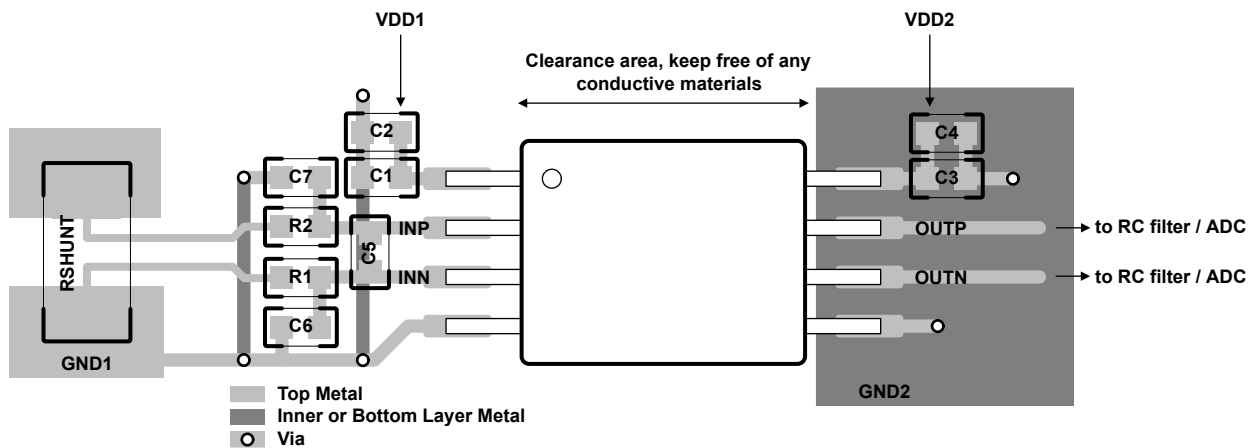 VDD1
VDD2
Clearance area, keep free of any
conductive materials
C2
C4
C7
C1
C3
RSHUNT
R2
C5
INP
OUTP
to RC filter / ADC
R1
INN
OUTN
to RC filter / ADC
C6
GND1
GND2
Top Metal
Inner or Bottom Layer Metal
Via